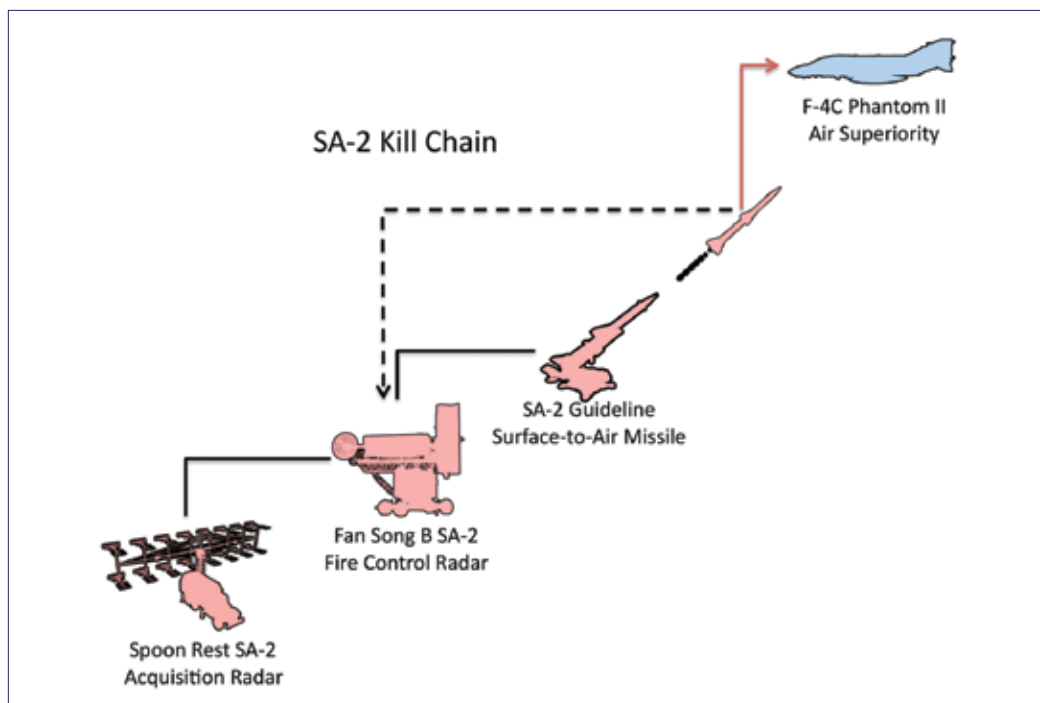 F-4C Phantom II
Air Superiority
SA-2 Kill Chain
SA-2 Guideline
Surface-to-Air Missile
Fan Song B SA-2
Fire Control Radar
Spoon Rest SA-2
Acquisition Radar